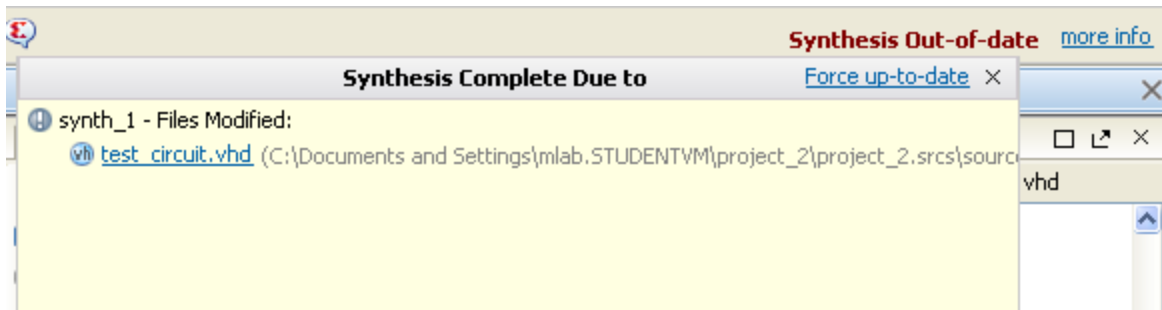 Synthesis Out-of-date more info
Synthesis Complete Due to Force up-to-date
synth_1 - Files Modified:
test_circuit.vhd (C:\Documents and Settings\mlab.STUDENTVM\project_2\project_2.srcs\sourc
vhd